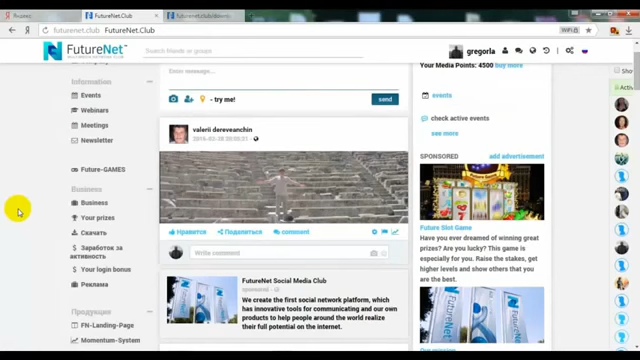 Яндекс
FutureNet.Club
futurenet.club/downlo
futurenet.club FutureNet.Club
WiFi
FutureNet™
Search friends or groups
gregorla
Information
Events
Webinars
Meetings
Newsletter
Future-GAMES
Business
Business
Your prizes
Скачать
Заработок за
активность
Your login bonus
Реклама
Продукция
FN-Landing-Page
Momentum-System
Enter message...
- try me!
send
valerii dereveanchin
Нравится
Поделиться
comment
Write comment
FutureNet Social Media Club
sponsored
We create the first social network platform, which
has innovative tools for communicating and our own
products to help people around the world realize
their full potential on the internet.
Your Media Points: 4500 buy more
events
check active events
see more
SPONSORED
add advertisement
Future Slot Game
Have you ever dreamed of winning great
prizes? Are you lucky? This game is
especially for you. Raise the stakes, get
higher levels and show others that you
are the best.
FutureNet
Show